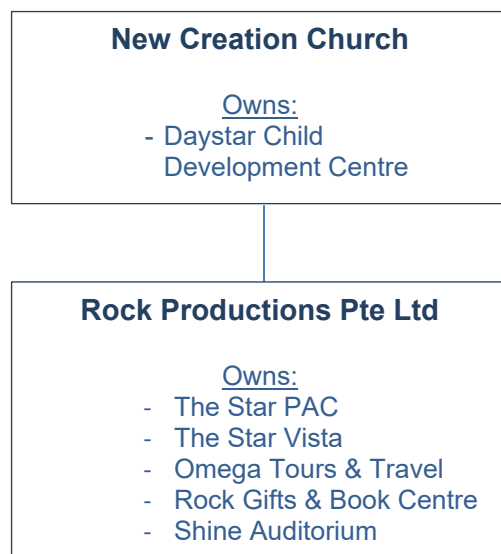 New Creation Church
Owns:
- Daystar Child
Development Centre
Rock Productions Pte Ltd
Owns:
- The Star PAC
- The Star Vista
- Omega Tours & Travel
- Rock Gifts & Book Centre
- Shine Auditorium